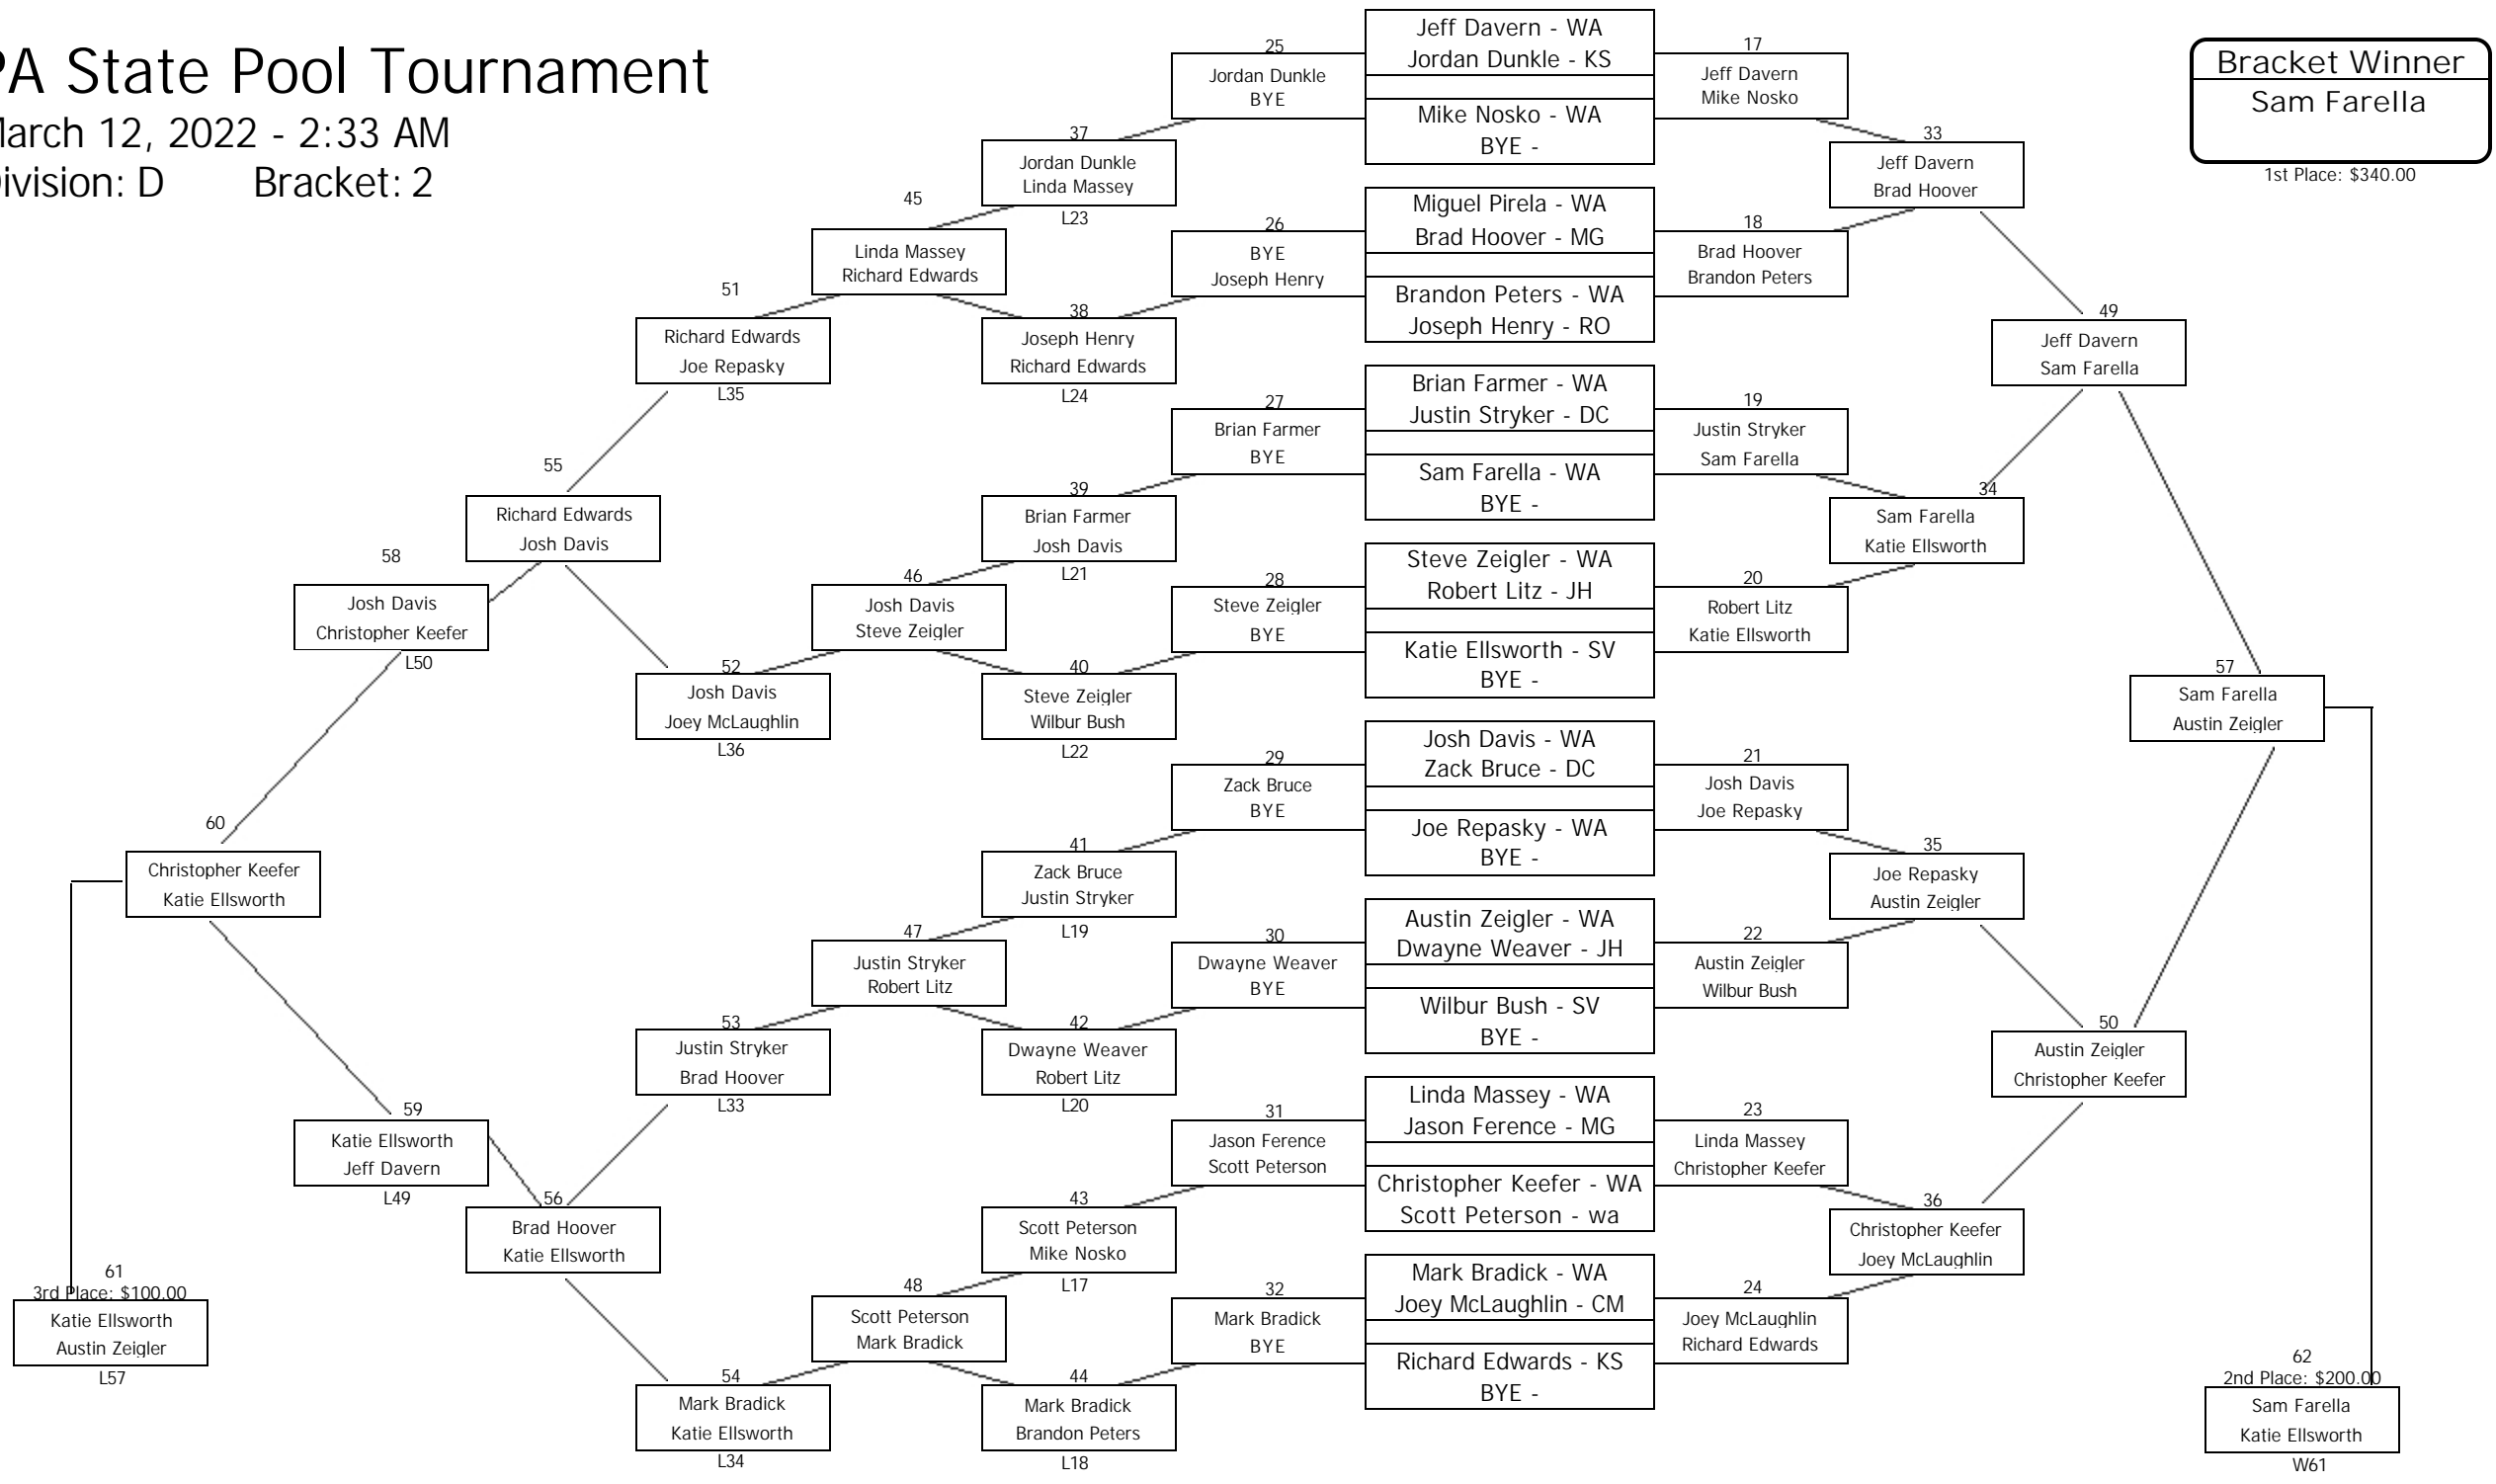 PA State Pool Tournament
March 12, 2022 - 2:33 AM
Division: D Bracket: 2
Bracket Winner
Sam Farella
1st Place: $340.00
Jeff Davern - WA
Jordan Dunkle - KS
Mike Nosko - WA
BYE -
Miguel Pirela - WA
Brad Hoover - MG
Brandon Peters - WA
Joseph Henry - RO
Brian Farmer - WA
Justin Stryker - DC
Sam Farella - WA
BYE -
Steve Zeigler - WA
Robert Litz - JH
Katie Ellsworth - SV
BYE -
Josh Davis - WA
Zack Bruce - DC
Joe Repasky - WA
BYE -
Austin Zeigler - WA
Dwayne Weaver - JH
Wilbur Bush - SV
BYE -
Linda Massey - WA
Jason Ference - MG
Christopher Keefer - WA
Scott Peterson - wa
Mark Bradick - WA
Joey McLaughlin - CM
Richard Edwards - KS
BYE -
17
Jeff Davern
Mike Nosko
18
Brad Hoover
Brandon Peters
19
Justin Stryker
Sam Farella
20
Robert Litz
Katie Ellsworth
21
Josh Davis
Joe Repasky
22
Austin Zeigler
Wilbur Bush
23
Linda Massey
Christopher Keefer
24
Joey McLaughlin
Richard Edwards
25
Jordan Dunkle
BYE
26
BYE
Joseph Henry
27
Brian Farmer
BYE
28
Steve Zeigler
BYE
29
Zack Bruce
BYE
30
Dwayne Weaver
BYE
31
Jason Ference
Scott Peterson
32
Mark Bradick
BYE
33
Jeff Davern
Brad Hoover
34
Sam Farella
Katie Ellsworth
35
Joe Repasky
Austin Zeigler
36
Christopher Keefer
Joey McLaughlin
37
Jordan Dunkle
Linda Massey
L23
38
Joseph Henry
Richard Edwards
L24
39
Brian Farmer
Josh Davis
L21
40
Steve Zeigler
Wilbur Bush
L22
41
Zack Bruce
Justin Stryker
L19
42
Dwayne Weaver
Robert Litz
L20
43
Scott Peterson
Mike Nosko
L17
44
Mark Bradick
Brandon Peters
L18
45
Linda Massey
Richard Edwards
46
Josh Davis
Steve Zeigler
47
Justin Stryker
Robert Litz
48
Scott Peterson
Mark Bradick
49
Jeff Davern
Sam Farella
50
Austin Zeigler
Christopher Keefer
51
Richard Edwards
Joe Repasky
L35
52
Josh Davis
Joey McLaughlin
L36
53
Justin Stryker
Brad Hoover
L33
54
Mark Bradick
Katie Ellsworth
L34
55
Richard Edwards
Josh Davis
56
Brad Hoover
Katie Ellsworth
57
Sam Farella
Austin Zeigler
58
Josh Davis
Christopher Keefer
L50
59
Katie Ellsworth
Jeff Davern
L49
60
Christopher Keefer
Katie Ellsworth
61
3rd Place: $100.00
Katie Ellsworth
Austin Zeigler
L57
62
2nd Place: $200.00
Sam Farella
Katie Ellsworth
W61